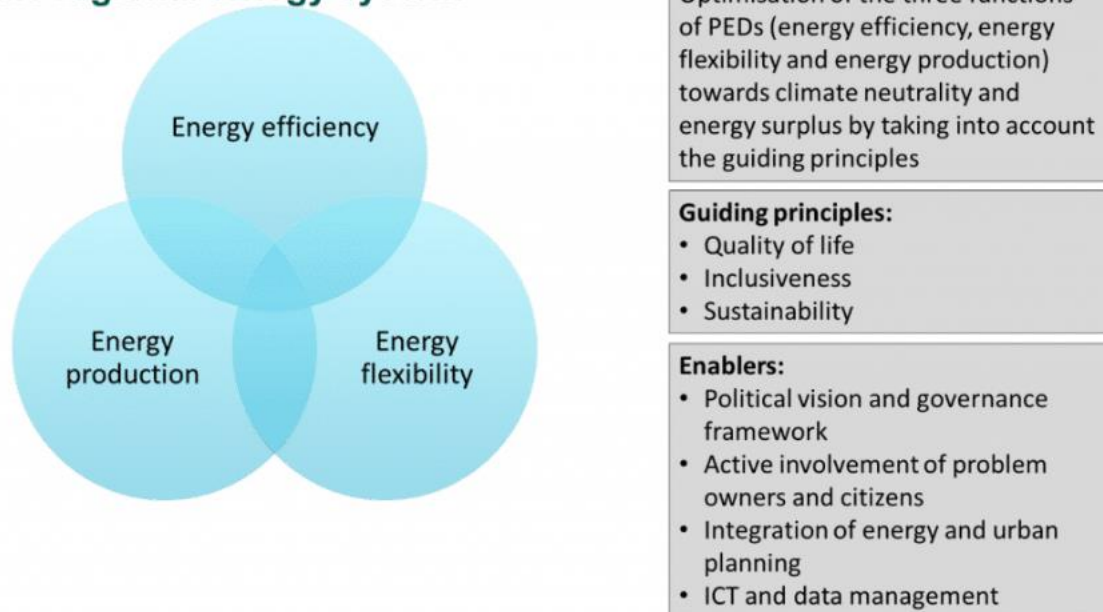 Energy efficiency
Energy
production
Energy
flexibility
of PEDs (energy efficiency, energy
flexibility and energy production)
towards climate neutrality and
energy surplus by taking into account
the guiding principles
Guiding principles:
• Quality of life
• Inclusiveness
• Sustainability
Enablers:
• Political vision and governance
framework
• Active involvement of problem
owners and citizens
• Integration of energy and urban
planning
• ICT and data management